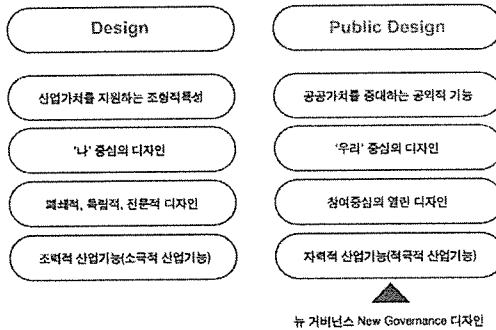 Design
산업가치를 지원하는 조형적특성
'나' 중심의 디자인
폐쇄적, 독립적, 전문적 디자인
조력적 산업기능(소극적 산업기능)
Public Design
공공가치를 증대하는 공익적 기능
'우리' 중심의 디자인
참여중심의 열린 디자인
자력적 산업기능(적극적 산업기능)
뉴 거버넌스 New Governance 디자인